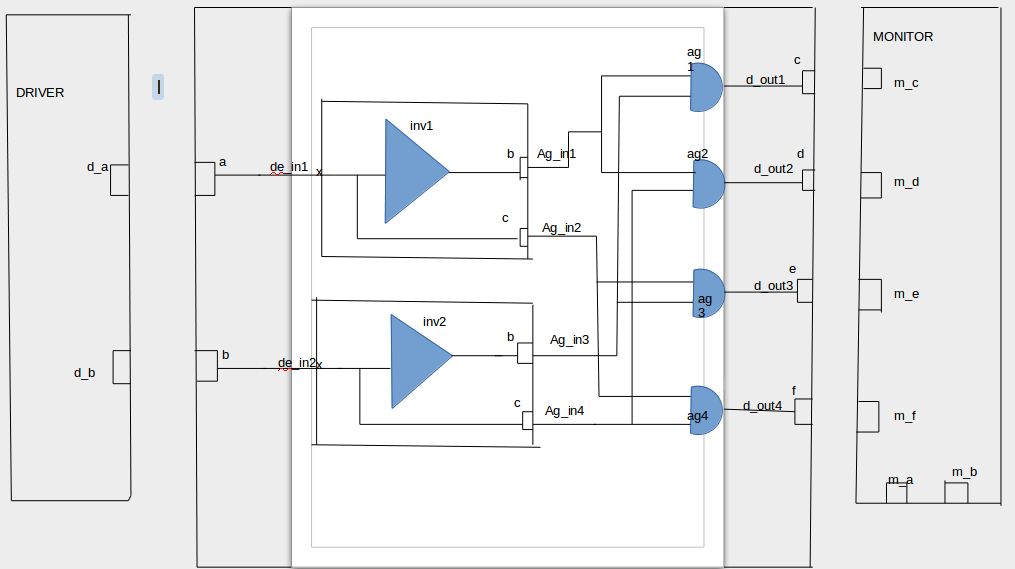 DRIVER
d_a
d_b
I
a
de_in1
x
b
de_in2
x
inv1
b
Ag_in1
c
Ag_in2
inv2
b
Ag_in3
c
Ag_in4
ag
1
d_out1
c
ag2
d_out2
d
ag
3
d_out3
e
ag4
d_out4
f
MONITOR
m_c
m_d
m_e
m_f
m_a
m_b